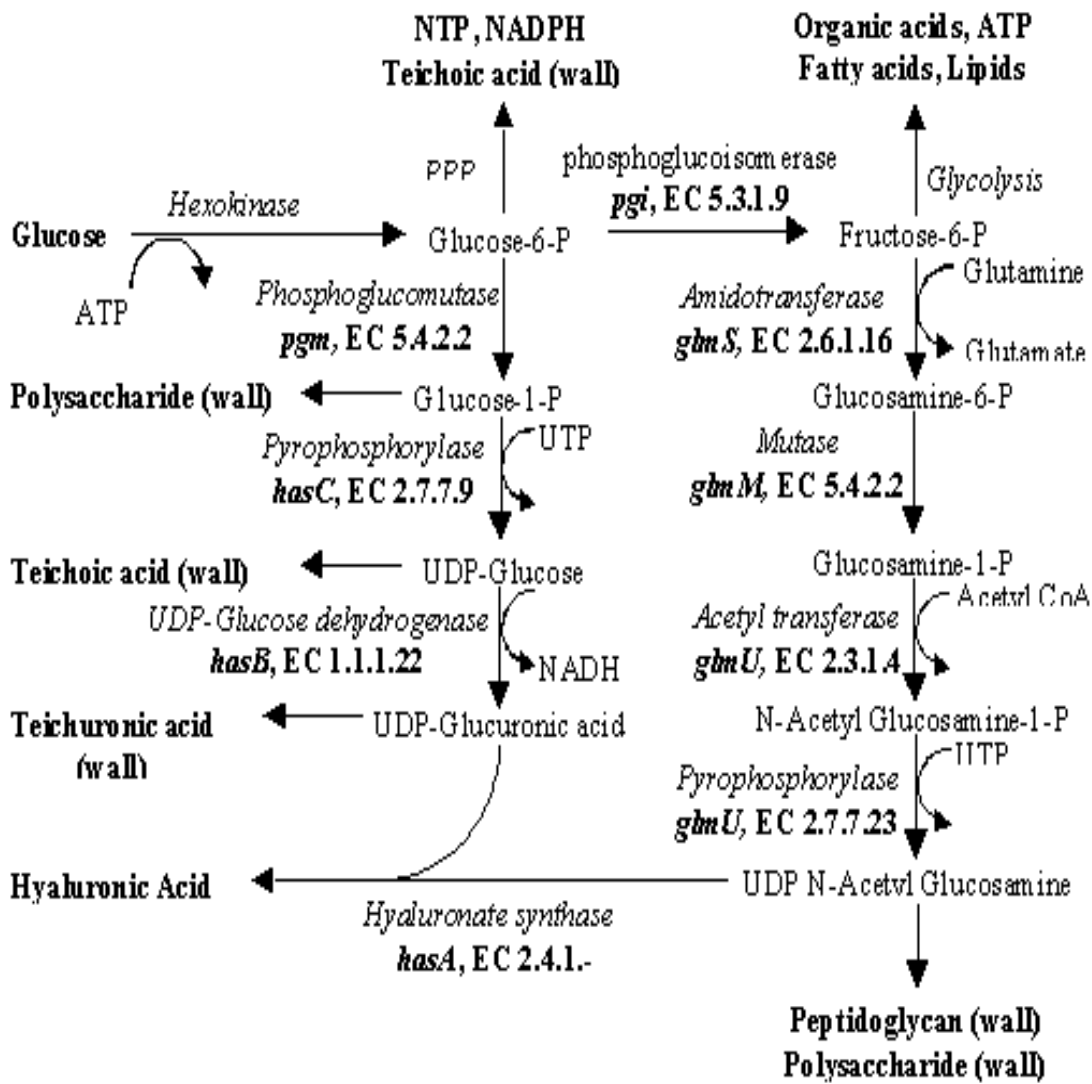 NTP, NADPH
Teichoic acid (wall)
Organic acids, ATP
Fatty acids, Lipids
PPP
phosphoglucoisomerase
pgi, EC 5.3.1.9
Glycolysis
Hexokinase
Glucose
Glucose-6-P
Fructose-6-P
ATP
Phosphoglucomutase
pgm, EC 5.4.2.2
Amidotransferase
glmS, EC 2.6.1.16
Glutamine
Glutamate
Polysaccharide (wall)
Glucose-1-P
Glucosamine-6-P
Pyrophosphorylase
hasC, EC 2.7.7.9
UTP
Mutase
glmM, EC 5.4.2.2
Teichoic acid (wall)
UDP-Glucose
Glucosamine-1-P
UDP-Glucose dehydrogenase
hasB, EC 1.1.1.22
NADH
Acetyl transferase
glmU, EC 2.3.1.4
Acetyl CoA
Teichuronic acid
(wall)
UDP-Glucuronic acid
N-Acetyl Glucosamine-1-P
Pyrophosphorylase
glmU, EC 2.7.7.23
UTP
Hyaluronic Acid
UDP N-Acetyl Glucosamine
Hyaluronate synthase
hasA, EC 2.4.1.-
Peptidoglycan (wall)
Polysaccharide (wall)